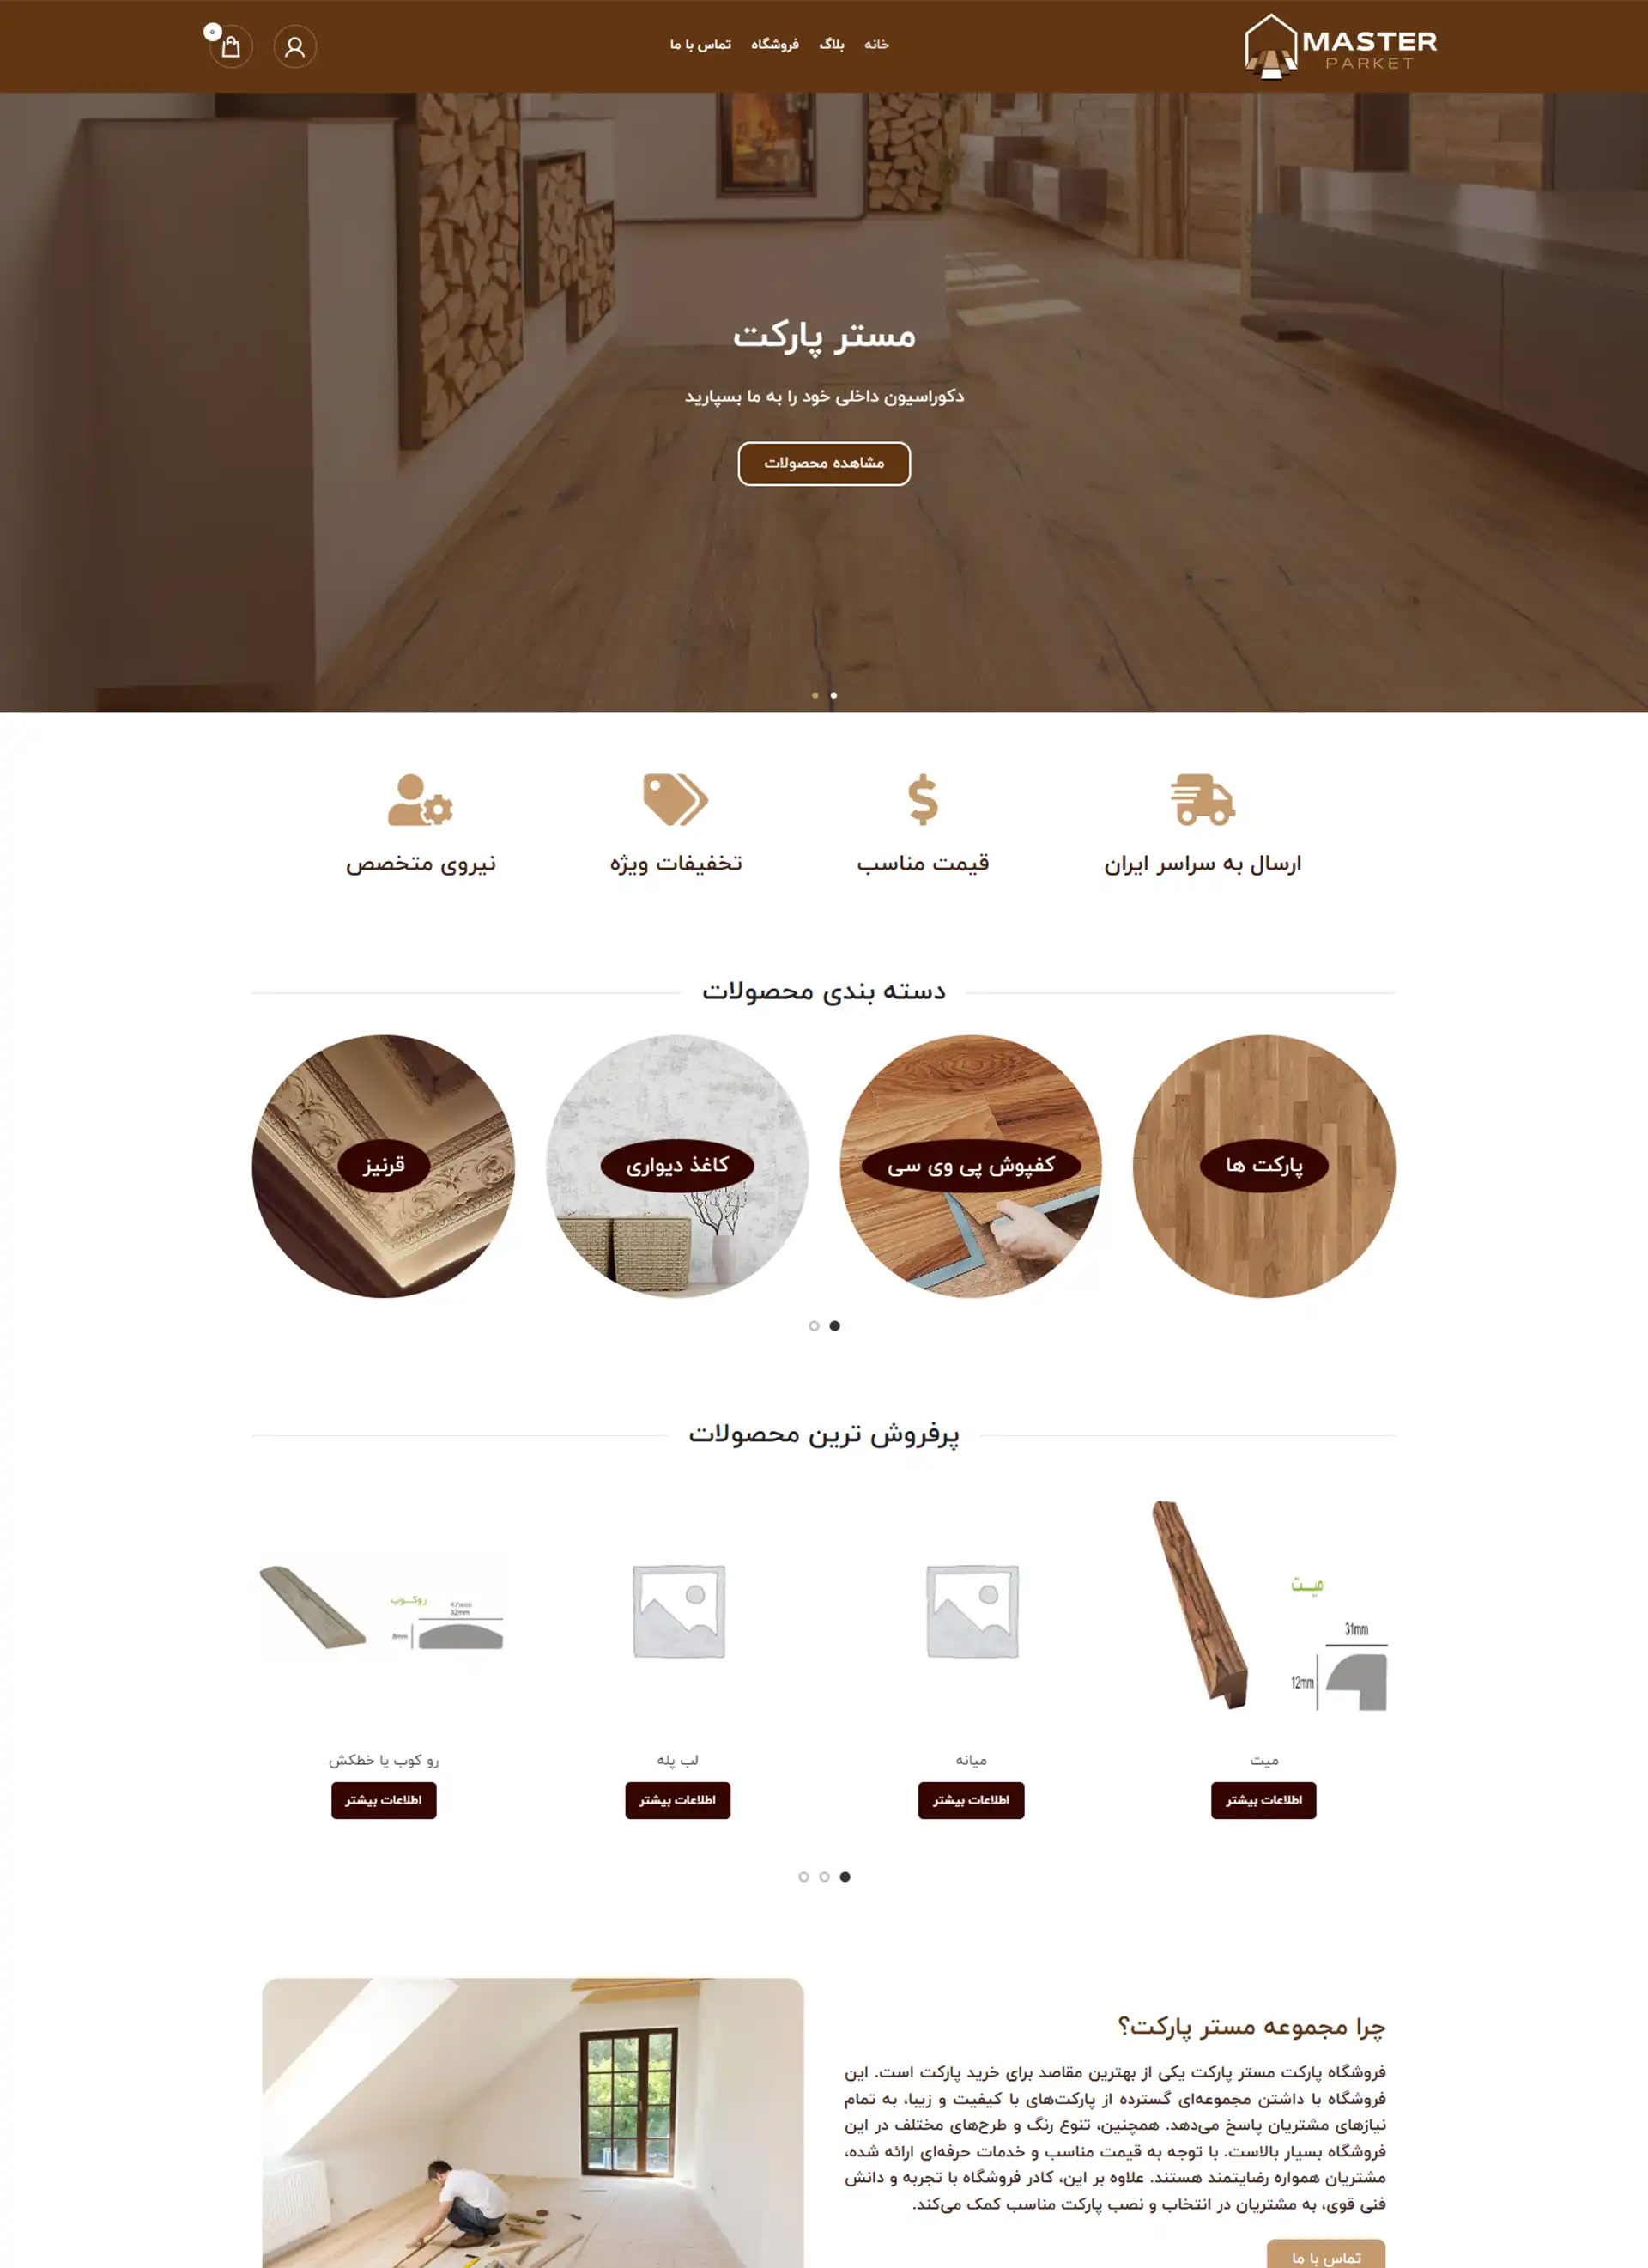 MASTER
PARKET
خانه
بلاگ
فروشگاه
تماس با ما
مستر پارکت
دکوراسیون داخلی خود را به ما بسپارید
مشاهده محصولات
ارسال به سراسر ایران
قیمت مناسب
تخفیفات ویژه
نیروی متخصص
دسته بندی محصولات
پارکت ها
کفپوش پی وی سی
کاغذ دیواری
قرنیز
پرفروش ترین محصولات
میت
31mm
12mm
روکوب
32mm
8mm
میت
میانه
لب پله
رو کوب یا خطکش
اطلاعات بیشتر
اطلاعات بیشتر
اطلاعات بیشتر
اطلاعات بیشتر
چرا مجموعه مستر پارکت؟
فروشگاه پارکت مستر پارکت یکی از بهترین مقاصد برای خرید پارکت است. این
فروشگاه با داشتن مجموعه‌ای گسترده از پارکت‌های با کیفیت و زیبا، به تمام
نیازهای مشتریان پاسخ می‌دهد. همچنین، تنوع رنگ و طرح‌های مختلف در این
فروشگاه بسیار بالاست. با توجه به قیمت مناسب و خدمات حرفه‌ای ارائه شده،
مشتریان همواره رضایتمند هستند. علاوه بر این، کادر فروشگاه با تجربه و دانش
فنی قوی، به مشتریان در انتخاب و نصب پارکت مناسب کمک می‌کند.
تماس با ما